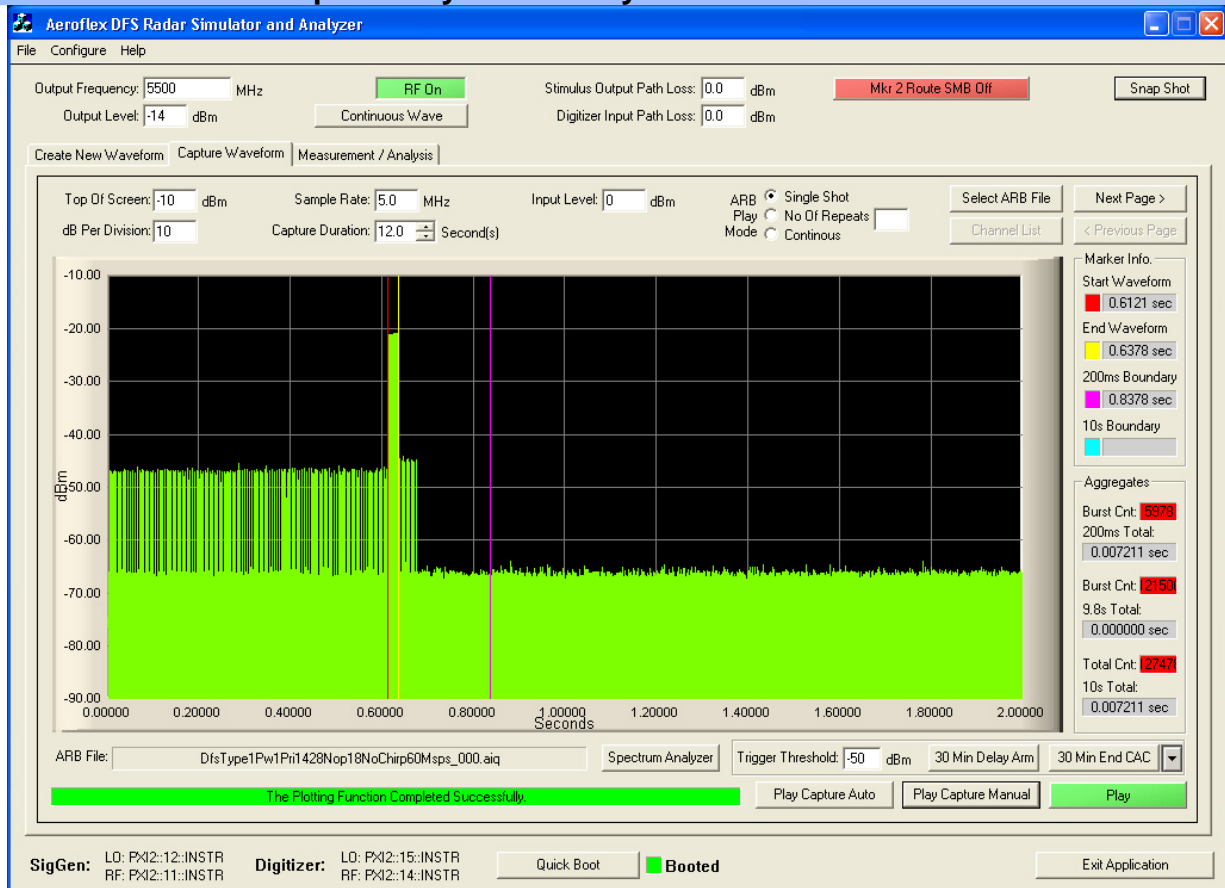 Aeroflex DFS Radar Simulator and Analyzer
File Configure Help
Output Frequency: 5500 MHz RF On Stimulus Output Path Loss: 0.0 dBm Mkr 2 Route SMB Off Snap Shot
Output Level: -14 dBm Continuous Wave Digitizer Input Path Loss: 0.0 dBm
Create New Waveform Capture Waveform Measurement / Analysis
Top Of Screen: -10 dBm Sample Rate: 5.0 MHz Input Level: 0 dBm ARB Single Shot Select ARB File Next Page >
Play No Of Repeats
dB Per Division: 10 Capture Duration: 12.0 Second(s) Mode Continous Channel List < Previous Page
Marker Info.
Start Waveform
0.6121 sec
End Waveform
0.6378 sec
200ms Boundary
0.8378 sec
10s Boundary
Aggregates
Burst Cnt: 5978
200ms Total:
0.007211 sec
Burst Cnt: 2150
9.8s Total:
0.000000 sec
Total Cnt: 2747
10s Total:
0.007211 sec
-10.00
-20.00
-30.00
-40.00
-50.00
-60.00
-70.00
-80.00
-90.00
dBm
0.00000 0.20000 0.40000 0.60000 0.80000 1.00000 1.20000 1.40000 1.60000 1.80000 2.00000
Seconds
ARB File: DfsType1Pw1Pri1428Nop18NoChirp60Msps_000.aiq Spectrum Analyzer Trigger Threshold: -50 dBm 30 Min Delay Arm 30 Min End CAC
The Plotting Function Completed Successfully. Play Capture Auto Play Capture Manual Play
SigGen: LO: PXI2::12::INSTR Digitizer: LO: PXI2::15::INSTR Quick Boot Booted Exit Application
RF: PXI2::11::INSTR RF: PXI2::14::INSTR